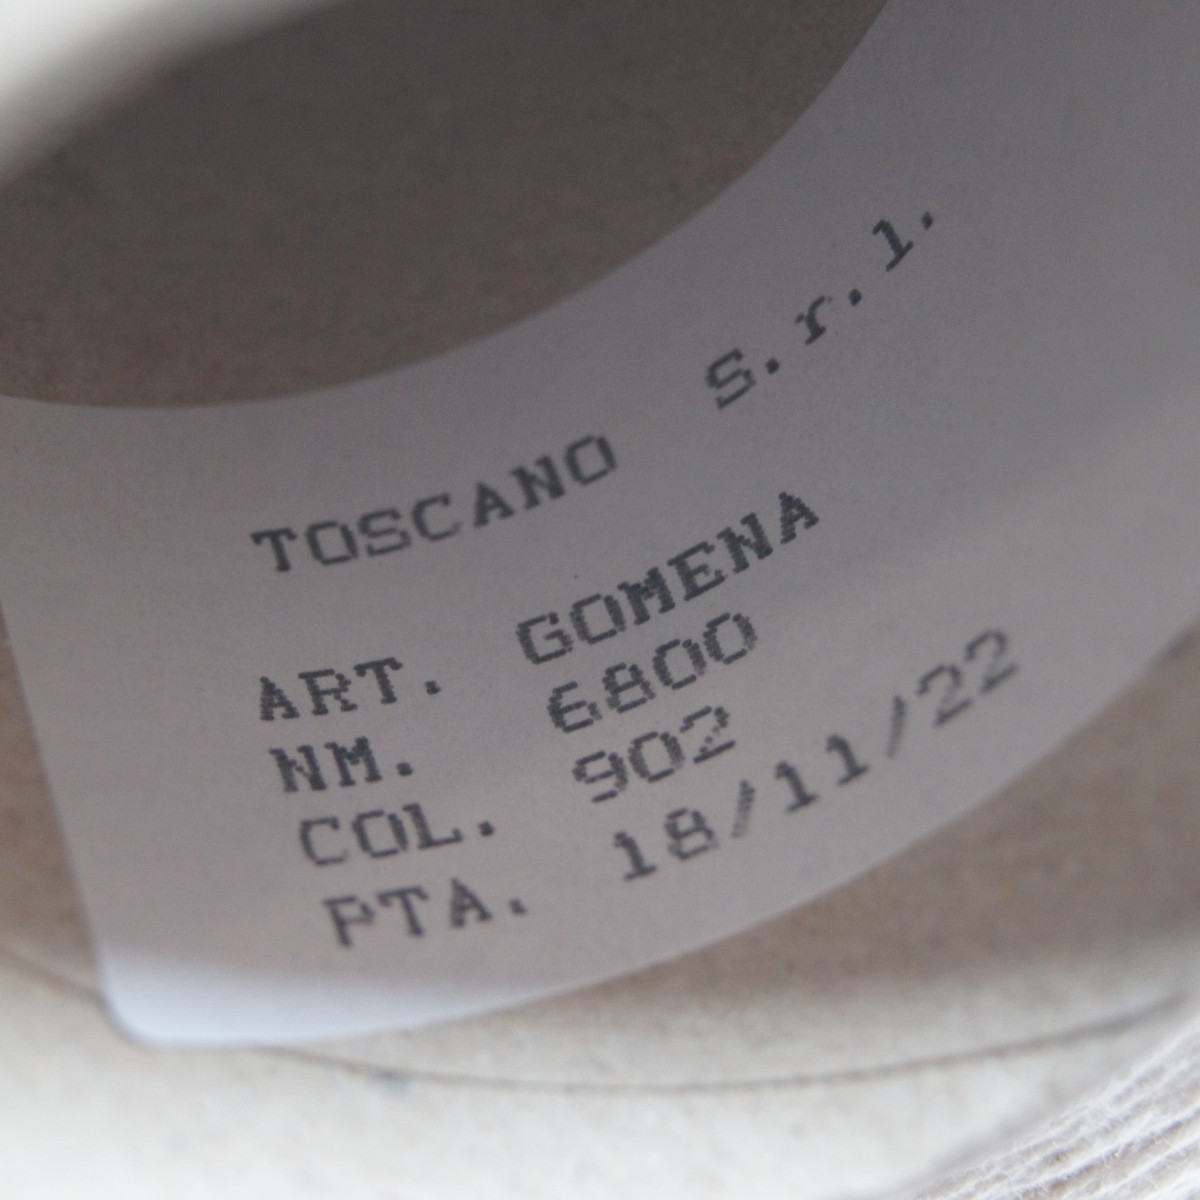 TOSCANO S.r.l.
ART. GOMENA
NM. 6800
COL. 902
PTA. 18/11/22